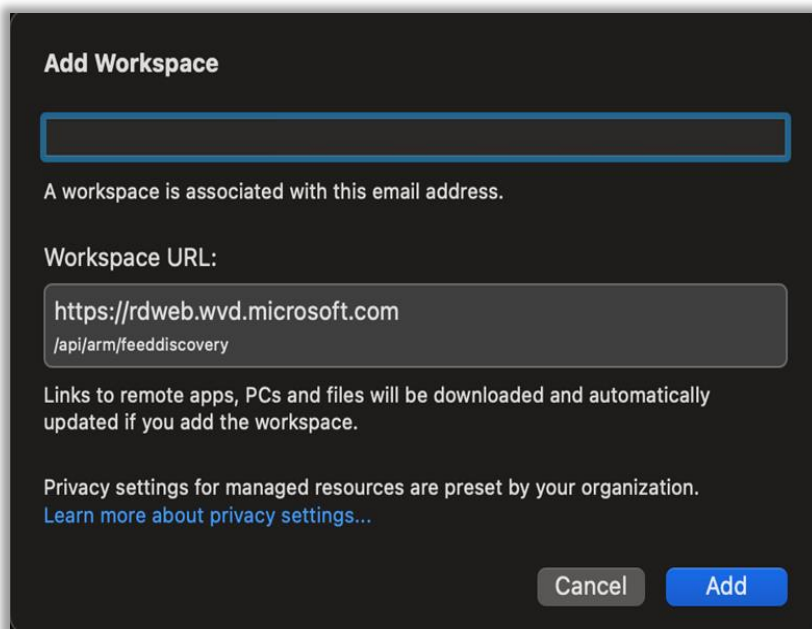 Add Workspace
A workspace is associated with this email address.
Workspace URL:
https://rdweb.wvd.microsoft.com
/api/arm/feeddiscovery
Links to remote apps, PCs and files will be downloaded and automatically
updated if you add the workspace.
Privacy settings for managed resources are preset by your organization.
Learn more about privacy settings...
Cancel Add